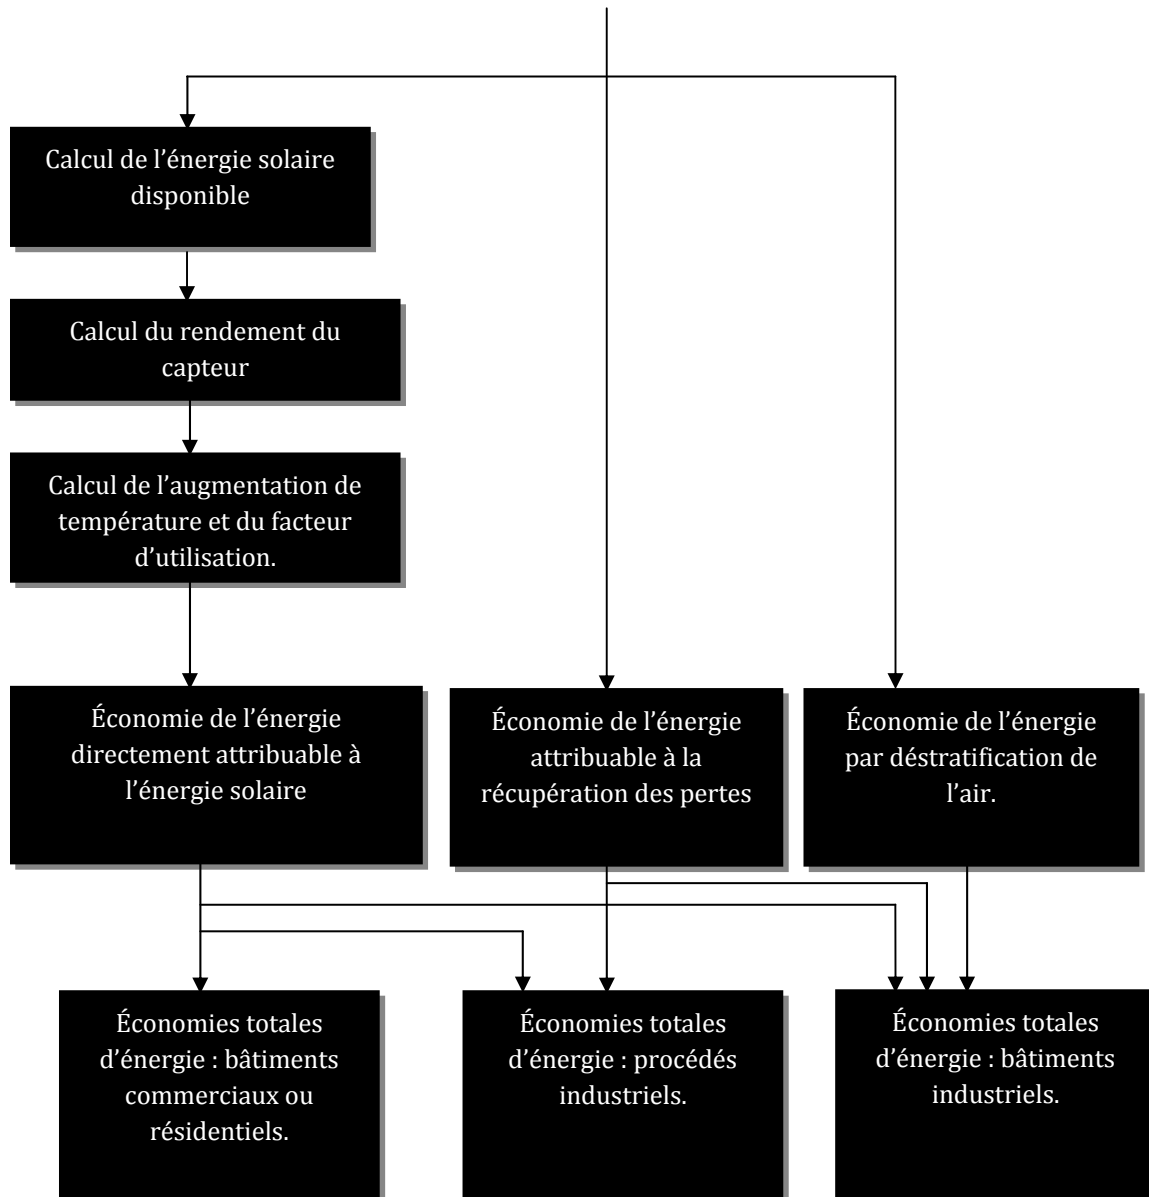 Calcul de l’énergie solaire
disponible
Calcul du rendement du
capteur
Calcul de l’augmentation de
température et du facteur
d’utilisation.
Économie de l’énergie
directement attribuable à
l’énergie solaire
Économie de l’énergie
attribuable à la
récupération des pertes
Économie de l’énergie
par déstratification de
l’air.
Économies totales
d’énergie : bâtiments
commerciaux ou
résidentiels.
Économies totales
d’énergie : procédés
industriels.
Économies totales
d’énergie : bâtiments
industriels.